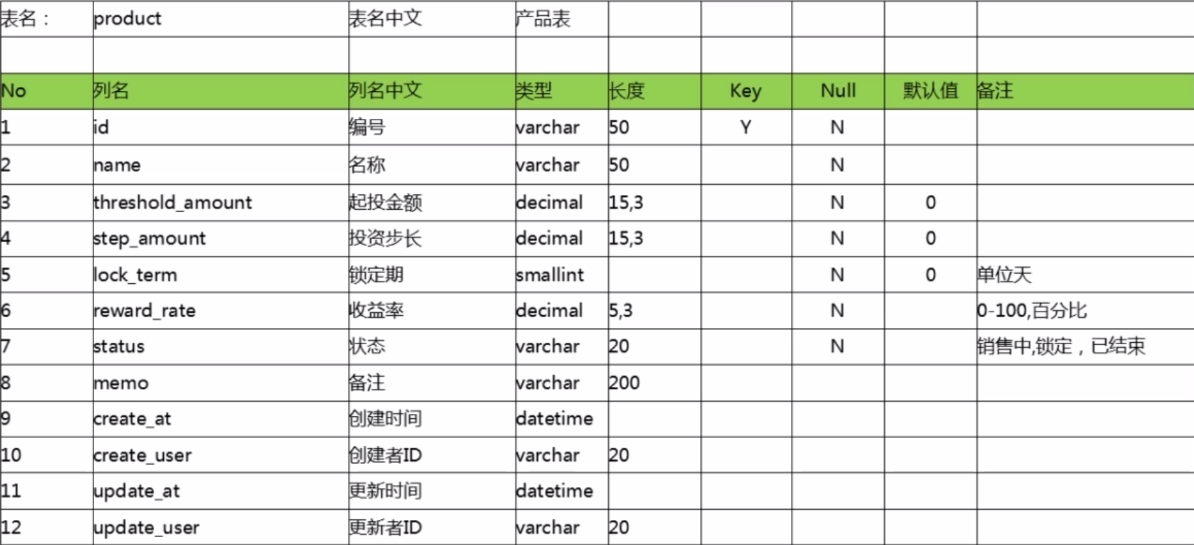 表名： product 表名中文 产品表
No 列名 列名中文 类型 长度 Key Null 默认值 备注
1 id 编号 varchar 50 Y N
2 name 名称 varchar 50 N
3 threshold_amount 起投金额 decimal 15,3 N 0
4 step_amount 投资步长 decimal 15,3 N 0
5 lock_term 锁定期 smallint N 0 单位天
6 reward_rate 收益率 decimal 5,3 N 0-100,百分比
7 status 状态 varchar 20 N 销售中,锁定，已结束
8 memo 备注 varchar 200
9 create_at 创建时间 datetime
10 create_user 创建者ID varchar 20
11 update_at 更新时间 datetime
12 update_user 更新者ID varchar 20